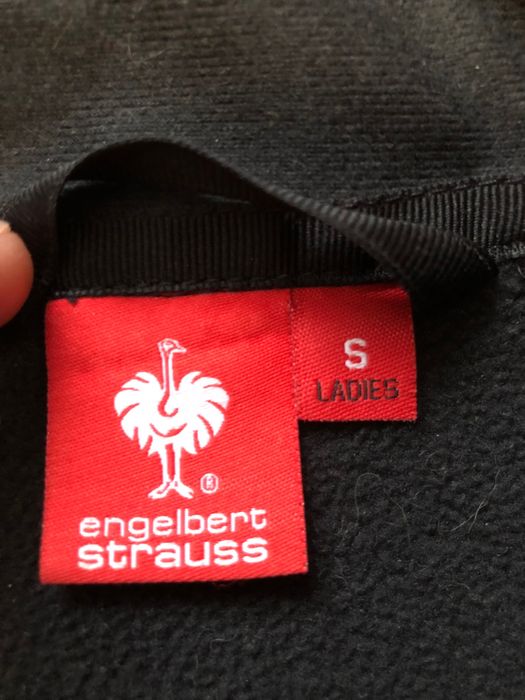 S
LADIES
®
engelbert
strauss